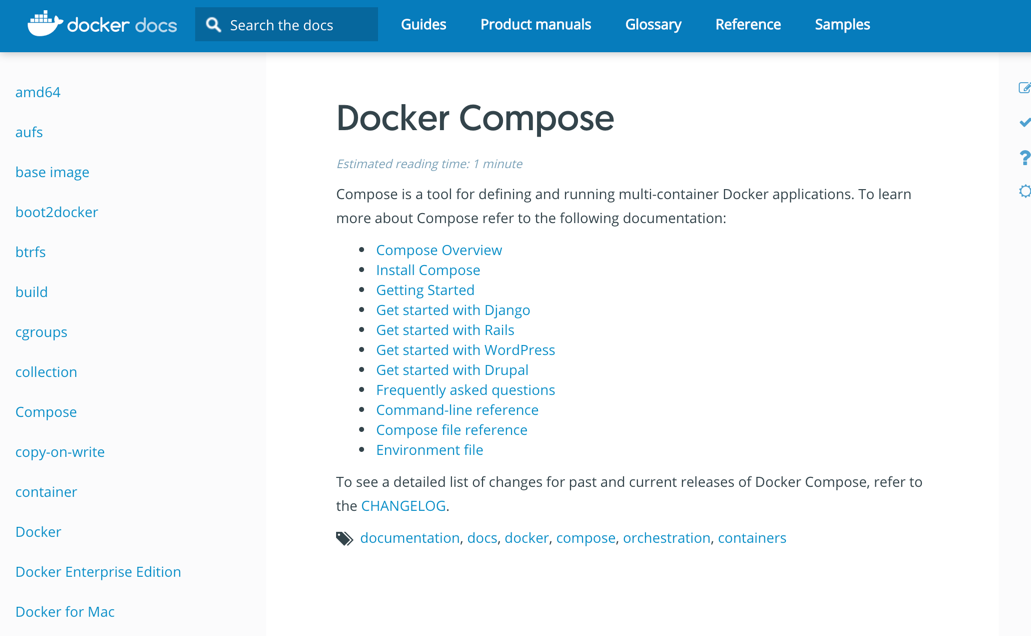 docker docs
Search the docs
Guides
Product manuals
Glossary
Reference
Samples
amd64
aufs
base image
boot2docker
btrfs
build
cgroups
collection
Compose
copy-on-write
container
Docker
Docker Enterprise Edition
Docker for Mac
Docker Compose
Estimated reading time: 1 minute
Compose is a tool for defining and running multi-container Docker applications. To learn
more about Compose refer to the following documentation:
Compose Overview
Install Compose
Getting Started
Get started with Django
Get started with Rails
Get started with WordPress
Get started with Drupal
Frequently asked questions
Command-line reference
Compose file reference
Environment file
To see a detailed list of changes for past and current releases of Docker Compose, refer to
the CHANGELOG.
documentation, docs, docker, compose, orchestration, containers